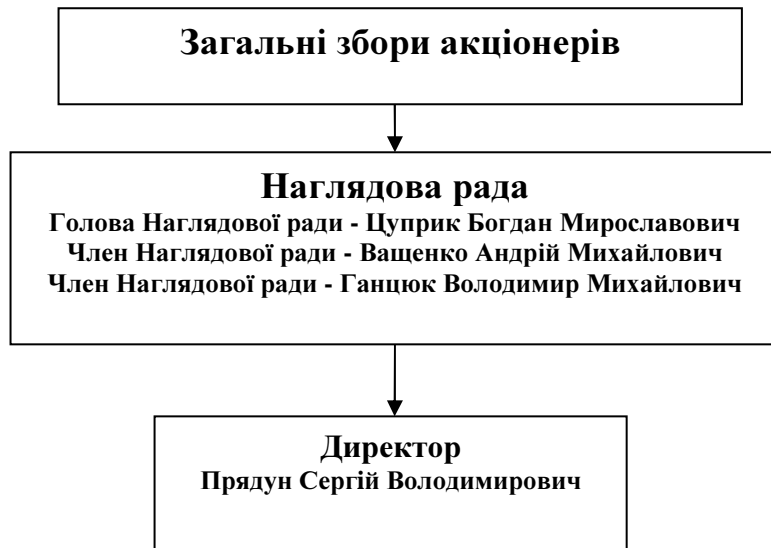 Загальні збори акціонерів
Наглядова рада
Голова Наглядової ради - Цуприк Богдан Мирославович
Член Наглядової ради - Ващенко Андрій Михайлович
Член Наглядової ради - Ганцюк Володимир Михайлович
Директор
Прядун Сергій Володимирович